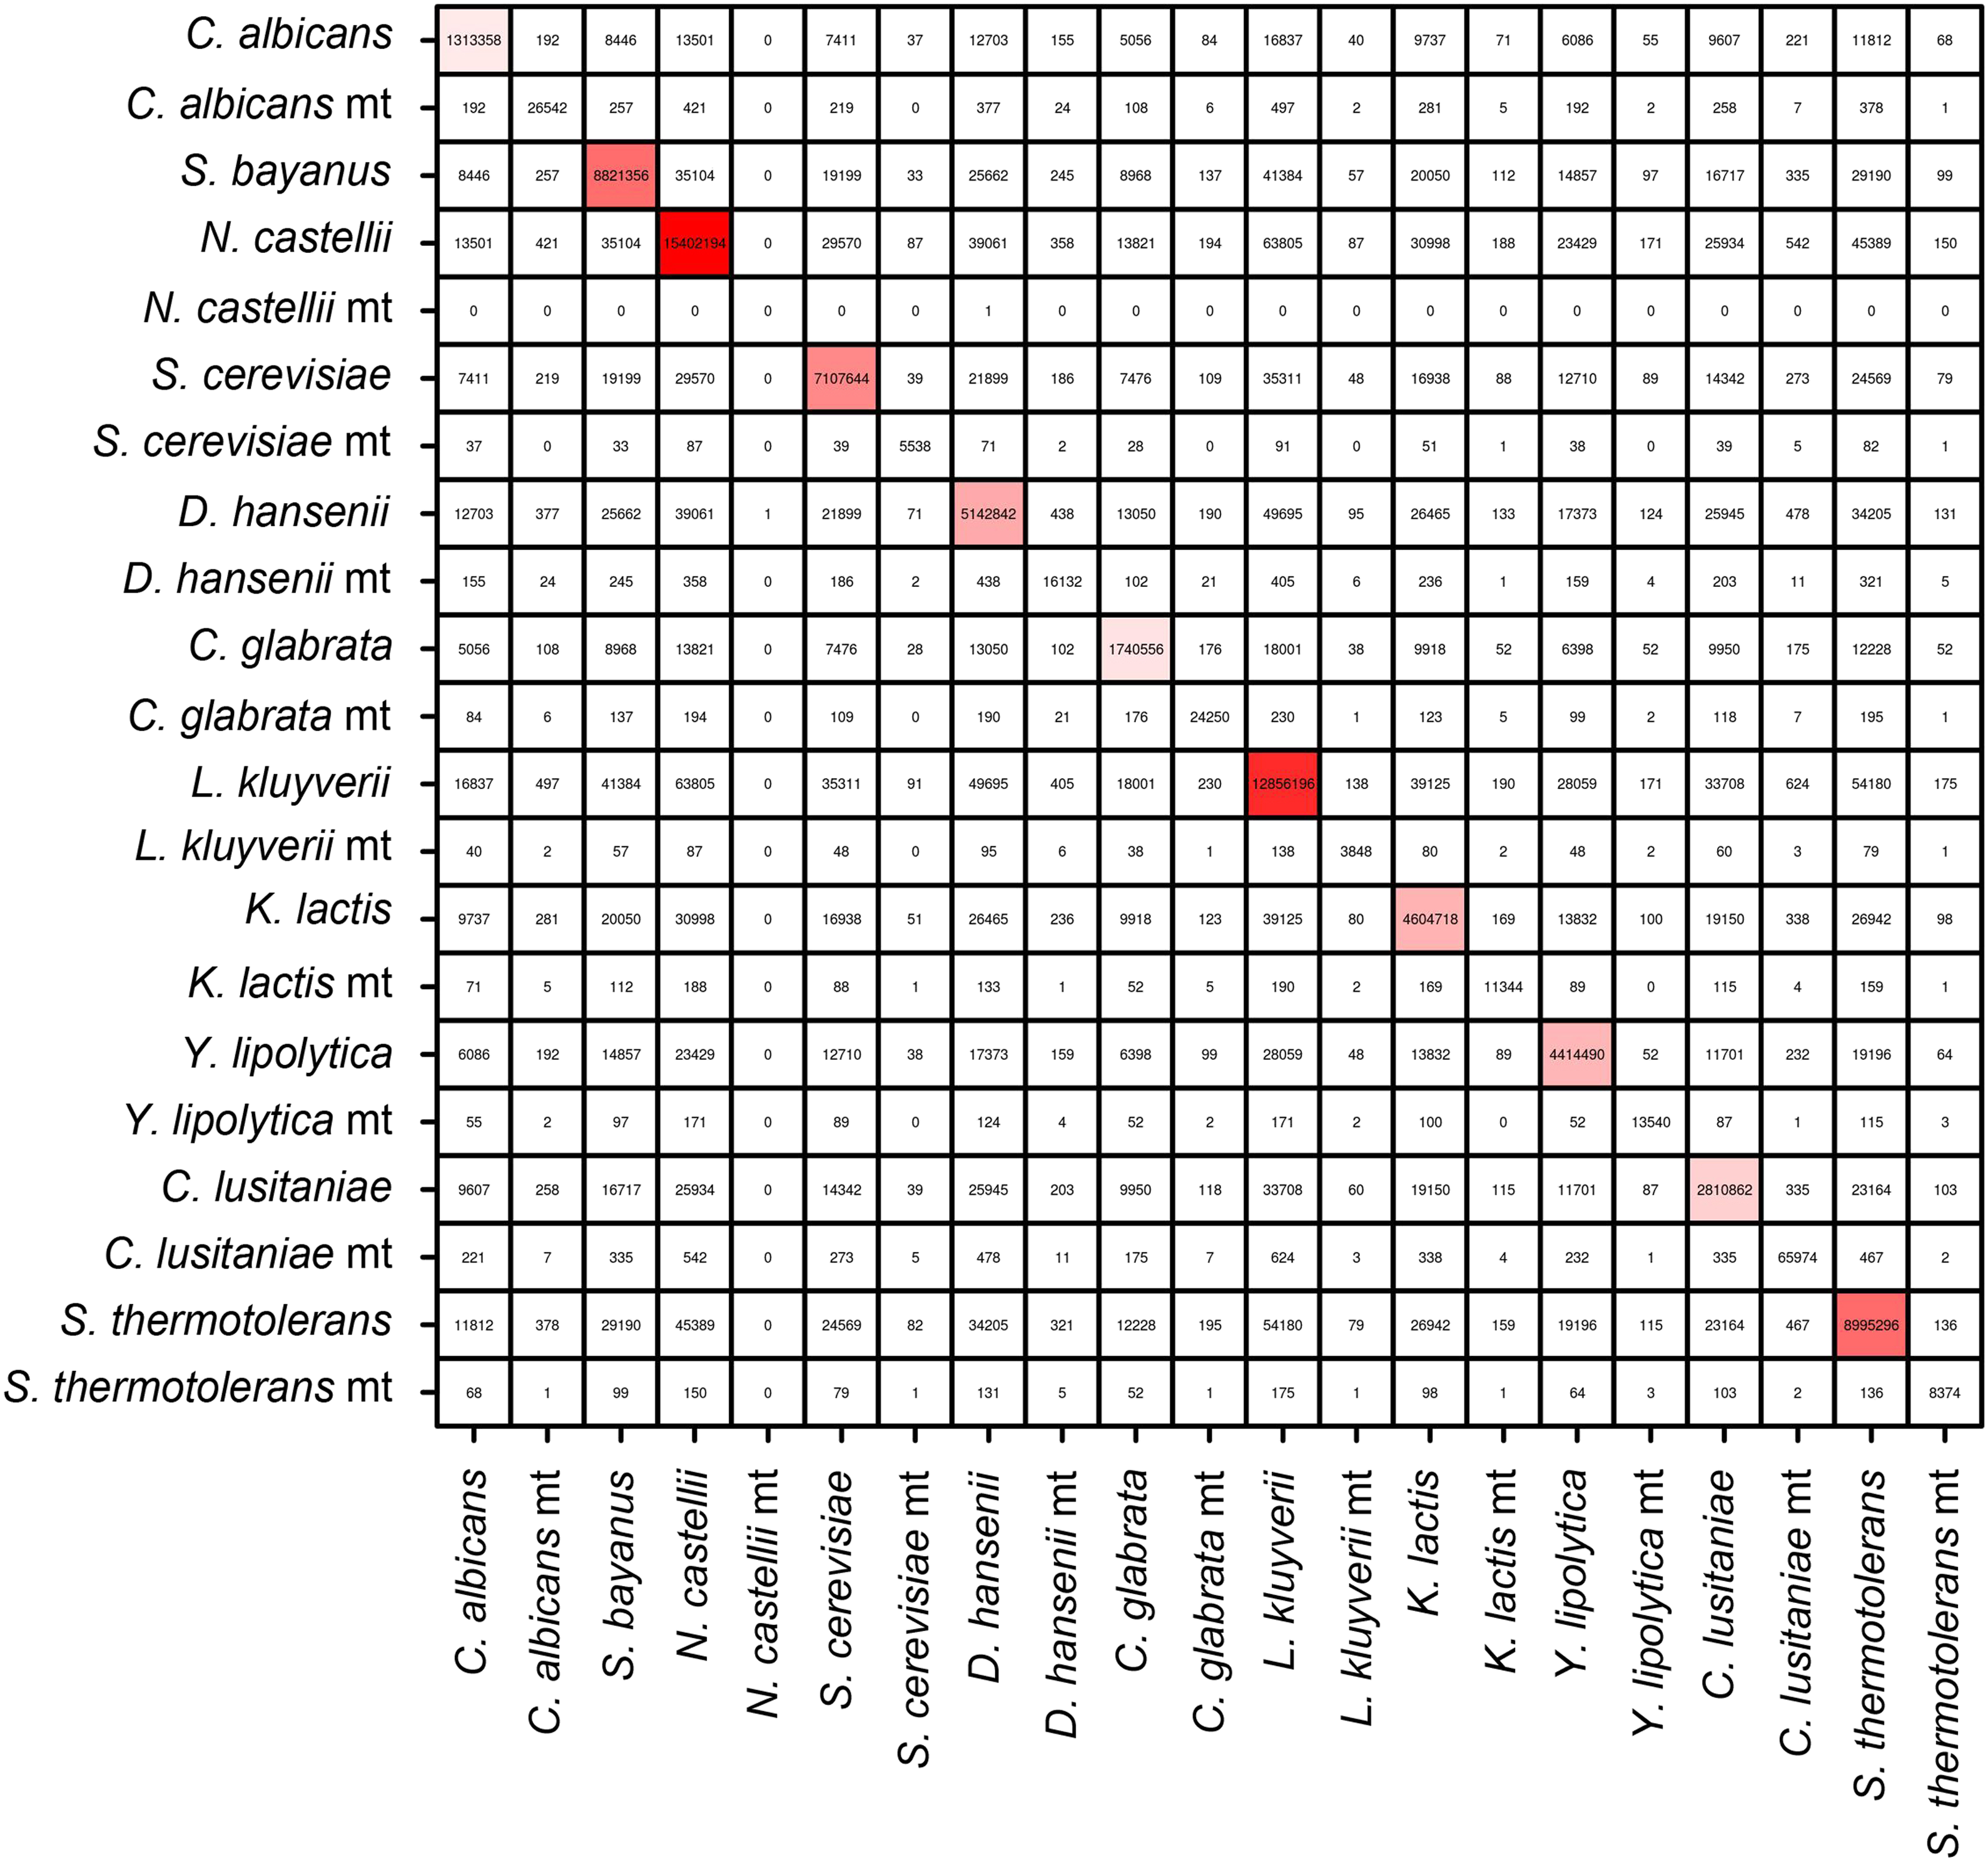 C. albicans 1313358 192 8446 13501 0 7411 37 12703 155 5056 84 16837 40 9737 71 6086 55 9607 221 11812 68
C. albicans mt 192 26542 257 421 0 219 0 377 24 108 6 497 2 281 5 192 2 258 7 378 1
S. bayanus 8446 257 8821356 35104 0 19199 33 25662 245 8968 137 41384 57 20050 112 14857 97 16717 335 29190 99
N. castellii 13501 421 35104 15402194 0 29570 87 39061 358 13821 194 63805 87 30998 188 23429 171 25934 542 45389 150
N. castellii mt 0 0 0 0 0 0 0 1 0 0 0 0 0 0 0 0 0 0 0 0 0
S. cerevisiae 7411 219 19199 29570 0 7107644 39 21899 186 7476 109 35311 48 16938 88 12710 89 14342 273 24569 79
S. cerevisiae mt 37 0 33 87 0 39 5538 71 2 28 0 91 0 51 1 38 0 39 5 82 1
D. hansenii 12703 377 25662 39061 1 21899 71 5142842 438 13050 190 49695 95 26465 133 17373 124 25945 478 34205 131
D. hansenii mt 155 24 245 358 0 186 2 438 16132 102 21 405 6 236 1 159 4 203 11 321 5
C. glabrata 5056 108 8968 13821 0 7476 28 13050 102 1740556 176 18001 38 9918 52 6398 52 9950 175 12228 52
C. glabrata mt 84 6 137 194 0 109 0 190 21 176 24250 230 1 123 5 99 2 118 7 195 1
L. kluyverii 16837 497 41384 63805 0 35311 91 49695 405 18001 230 12856196 138 39125 190 28059 171 33708 624 54180 175
L. kluyverii mt 40 2 57 87 0 48 0 95 6 38 1 138 3848 80 2 48 2 60 3 79 1
K. lactis 9737 281 20050 30998 0 16938 51 26465 236 9918 123 39125 80 4604718 169 13832 100 19150 338 26942 98
K. lactis mt 71 5 112 188 0 88 1 133 1 52 5 190 2 169 11344 89 0 115 4 159 1
Y. lipolytica 6086 192 14857 23429 0 12710 38 17373 159 6398 99 28059 48 13832 89 4414490 52 11701 232 19196 64
Y. lipolytica mt 55 2 97 171 0 89 0 124 4 52 2 171 2 100 0 52 13540 87 1 115 3
C. lusitaniae 9607 258 16717 25934 0 14342 39 25945 203 9950 118 33708 60 19150 115 11701 87 2810862 335 23164 103
C. lusitaniae mt 221 7 335 542 0 273 5 478 11 175 7 624 3 338 4 232 1 335 65974 467 2
S. thermotolerans 11812 378 29190 45389 0 24569 82 34205 321 12228 195 54180 79 26942 159 19196 115 23164 467 8995296 136
S. thermotolerans mt 68 1 99 150 0 79 1 131 5 52 1 175 1 98 1 64 3 103 2 136 8374
C. albicans
C. albicans mt
S. bayanus
N. castellii
N. castellii mt
S. cerevisiae
S. cerevisiae mt
D. hansenii
D. hansenii mt
C. glabrata
C. glabrata mt
L. kluyverii
L. kluyverii mt
K. lactis
K. lactis mt
Y. lipolytica
Y. lipolytica mt
C. lusitaniae
C. lusitaniae mt
S. thermotolerans
S. thermotolerans mt